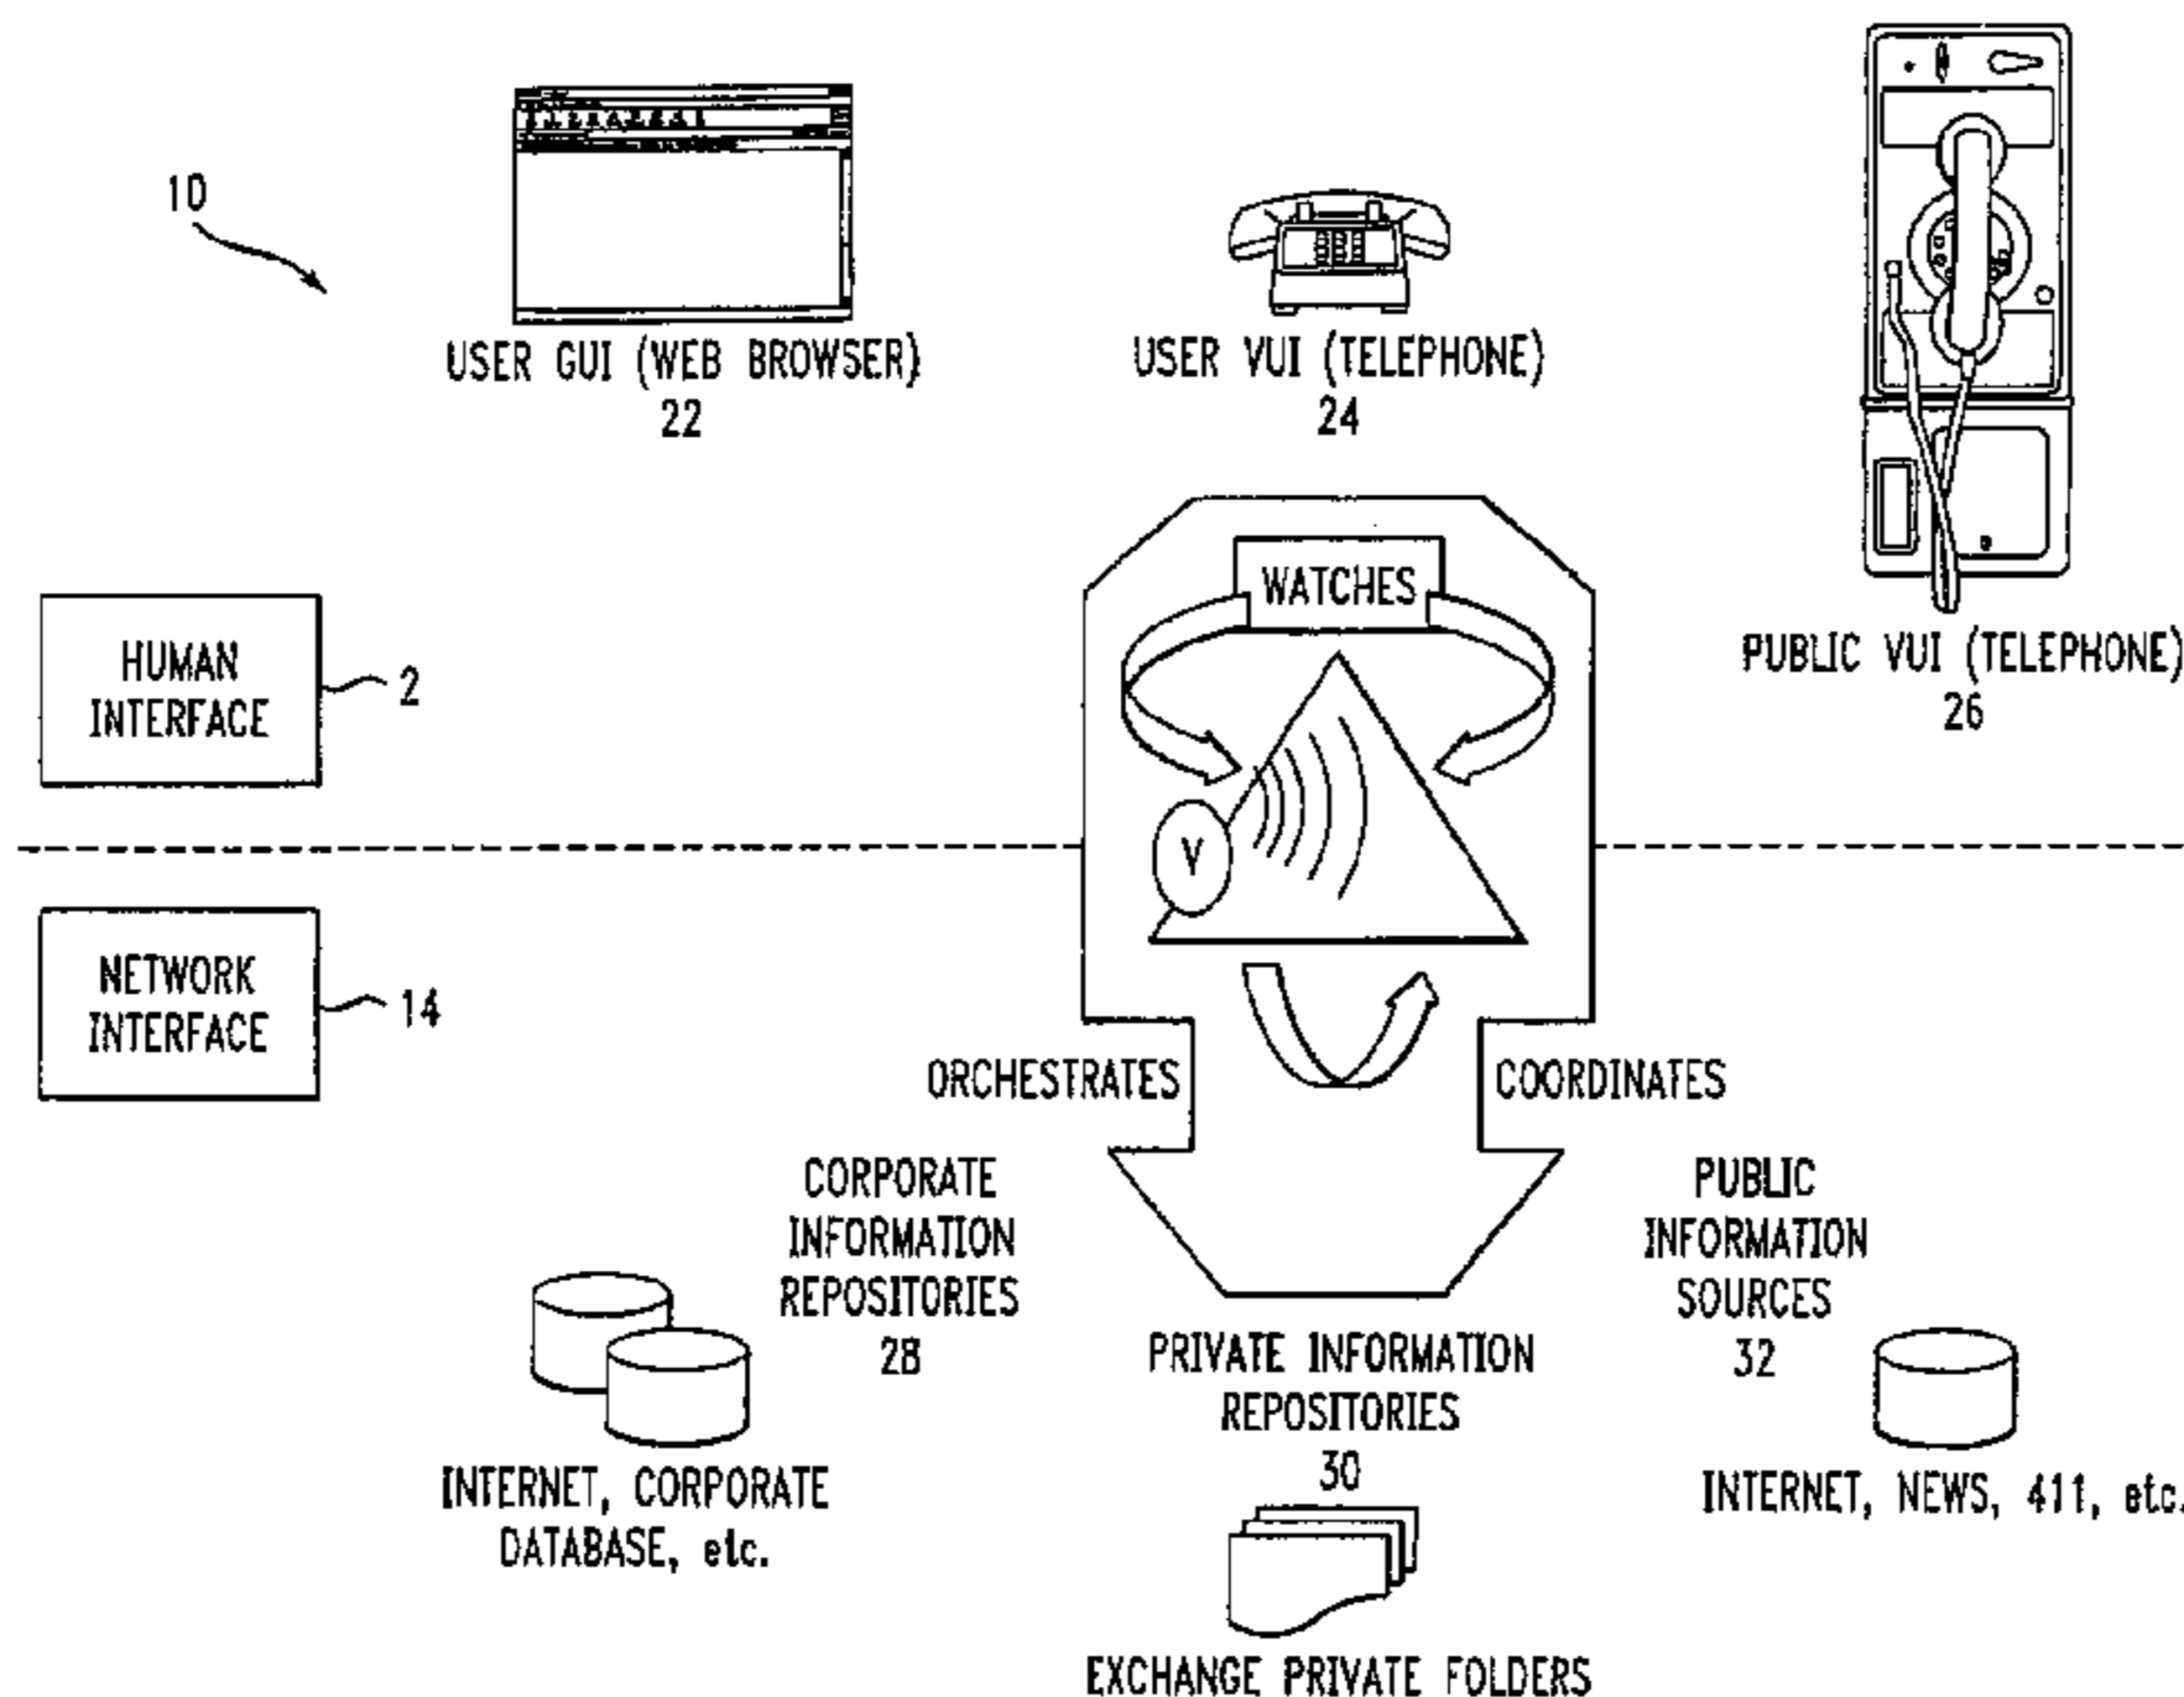 10
USER GUI (WEB BROWSER)
22
USER VUI (TELEPHONE)
24
PUBLIC VUI (TELEPHONE)
26
HUMAN
INTERFACE
2
WATCHES
V
NETWORK
INTERFACE
14
ORCHESTRATES
COORDINATES
CORPORATE
INFORMATION
REPOSITORIES
28
INTERNET, CORPORATE
DATABASE, etc.
PRIVATE INFORMATION
REPOSITORIES
30
EXCHANGE PRIVATE FOLDERS
PUBLIC
INFORMATION
SOURCES
32
INTERNET, NEWS, 411, etc.